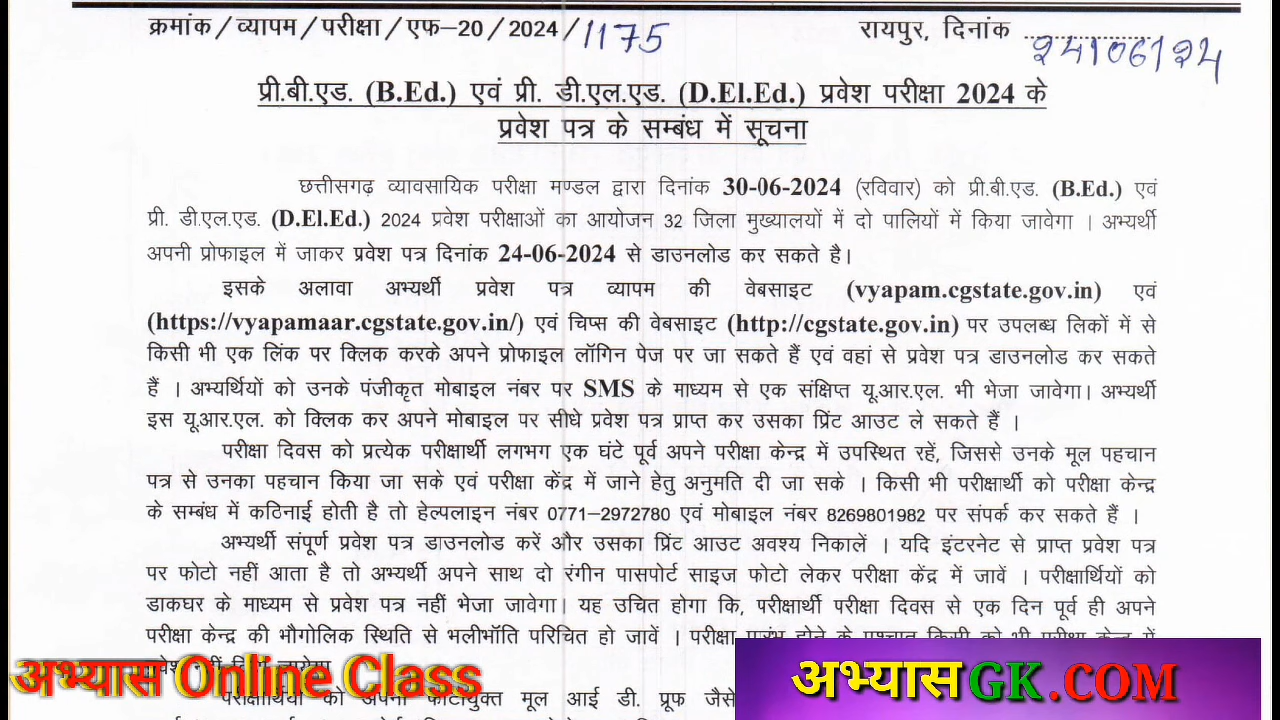 क्रमांक/व्यापम/परीक्षा/एफ–20/2024/1175 रायपुर, दिनांक 24/06/24
प्री.बी.एड. (B.Ed.) एवं प्री. डी.एल.एड. (D.El.Ed.) प्रवेश परीक्षा 2024 के
प्रवेश पत्र के सम्बंध में सूचना
छत्तीसगढ़ व्यावसायिक परीक्षा मण्डल द्वारा दिनांक 30-06-2024 (रविवार) को प्री.बी.एड. (B.Ed.) एवं
प्री. डी.एल.एड. (D.El.Ed.) 2024 प्रवेश परीक्षाओं का आयोजन 32 जिला मुख्यालयों में दो पालियों में किया जावेगा । अभ्यर्थी
अपनी प्रोफाइल में जाकर प्रवेश पत्र दिनांक 24-06-2024 से डाउनलोड कर सकते है।
इसके अलावा अभ्यर्थी प्रवेश पत्र व्यापम की वेबसाइट (vyapam.cgstate.gov.in) एवं
(https://vyapamaar.cgstate.gov.in/) एवं चिप्स की वेबसाइट (http://cgstate.gov.in) पर उपलब्ध लिकों में से
किसी भी एक लिंक पर क्लिक करके अपने प्रोफाइल लॉगिन पेज पर जा सकते हैं एवं वहां से प्रवेश पत्र डाउनलोड कर सकते
हैं । अभ्यर्थियों को उनके पंजीकृत मोबाइल नंबर पर SMS के माध्यम से एक संक्षिप्त यू.आर.एल. भी भेजा जावेगा। अभ्यर्थी
इस यू.आर.एल. को क्लिक कर अपने मोबाइल पर सीधे प्रवेश पत्र प्राप्त कर उसका प्रिंट आउट ले सकते हैं ।
परीक्षा दिवस को प्रत्येक परीक्षार्थी लगभग एक घंटे पूर्व अपने परीक्षा केन्द्र में उपस्थित रहें, जिससे उनके मूल पहचान
पत्र से उनका पहचान किया जा सके एवं परीक्षा केंद्र में जाने हेतु अनुमति दी जा सके । किसी भी परीक्षार्थी को परीक्षा केन्द्र
के सम्बंध में कठिनाई होती है तो हेल्पलाइन नंबर 0771–2972780 एवं मोबाइल नंबर 8269801982 पर संपर्क कर सकते हैं ।
अभ्यर्थी संपूर्ण प्रवेश पत्र डाउनलोड करें और उसका प्रिंट आउट अवश्य निकालें । यदि इंटरनेट से प्राप्त प्रवेश पत्र
पर फोटो नहीं आता है तो अभ्यर्थी अपने साथ दो रंगीन पासपोर्ट साइज फोटो लेकर परीक्षा केंद्र में जावें । परीक्षार्थियों को
डाकघर के माध्यम से प्रवेश पत्र नहीं भेजा जावेगा। यह उचित होगा कि, परीक्षार्थी परीक्षा दिवस से एक दिन पूर्व ही अपने
परीक्षा केन्द्र की भौगोलिक स्थिति से भलीभॉति परिचित हो जावें । परीक्षा प्रारंभ होने के पश्चात किसी को भी परीक्षा केन्द्र में
अभ्यास Online Class
अभ्यासGK.COM
परीक्षार्थियों को अपनी फोटोयुक्त मूल आई डी. प्रूफ जैसे